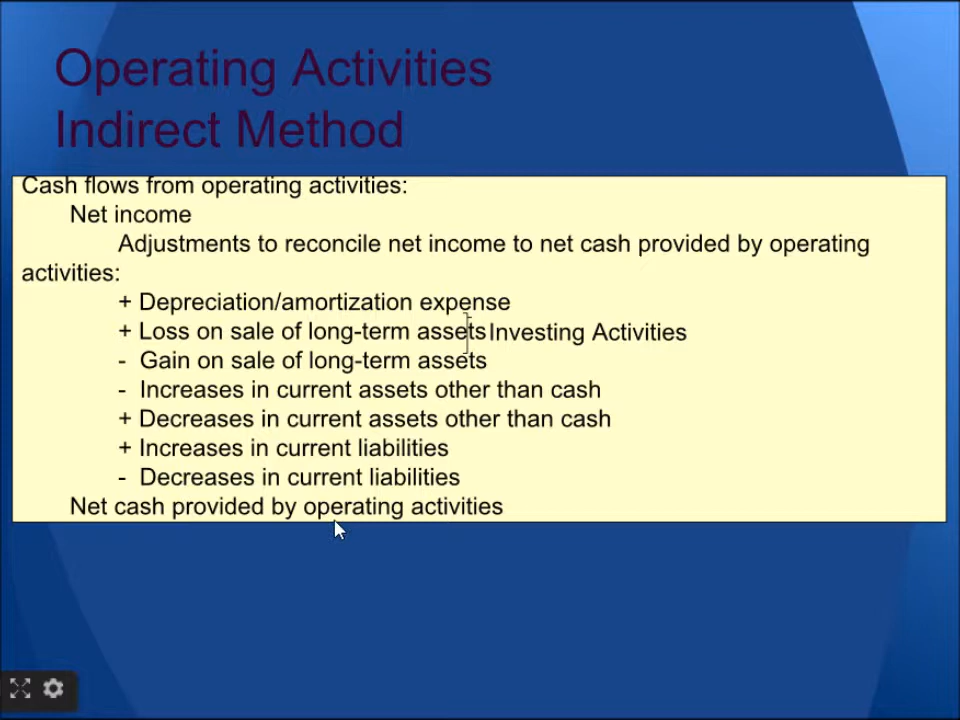 Operating Activities
Indirect Method
Cash flows from operating activities:
Net income
Adjustments to reconcile net income to net cash provided by operating
activities:
+ Depreciation/amortization expense
+ Loss on sale of long-term assets Investing Activities
- Gain on sale of long-term assets
- Increases in current assets other than cash
+ Decreases in current assets other than cash
+ Increases in current liabilities
- Decreases in current liabilities
Net cash provided by operating activities